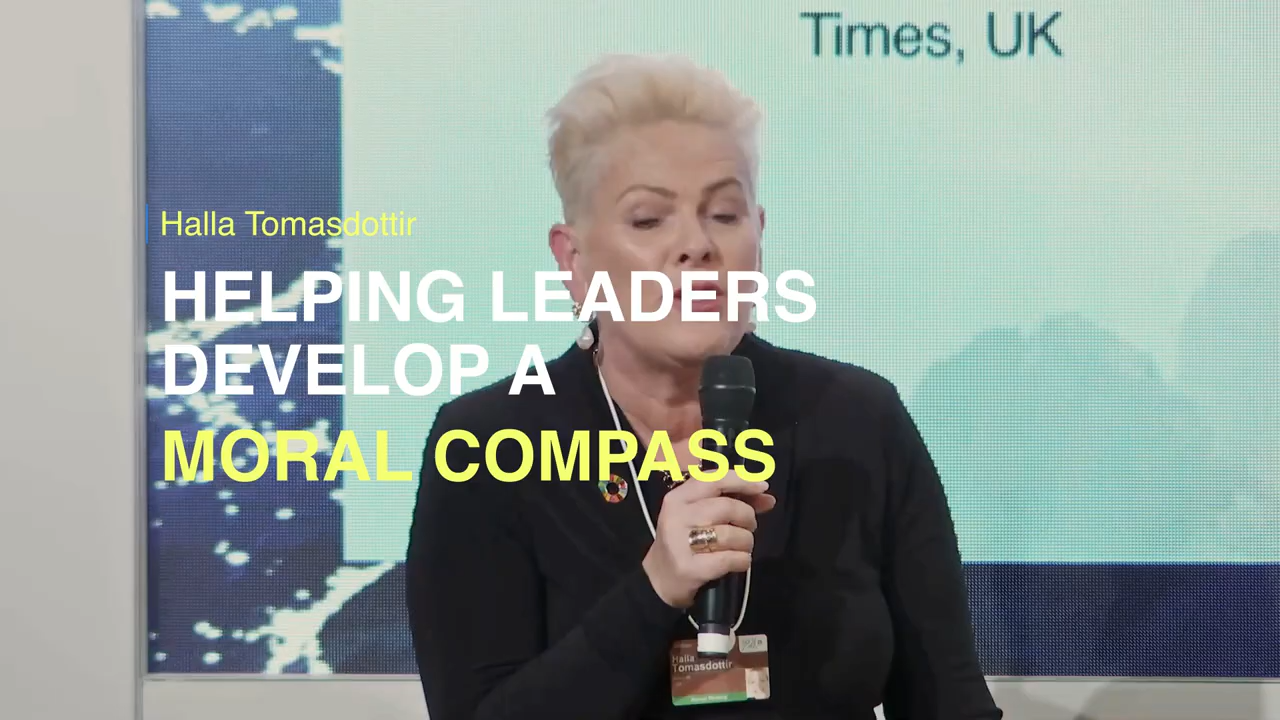 Times, UK
Halla Tomasdottir
HELPING LEADERS
DEVELOP A
MORAL COMPASS
Halla
Tomasdottir